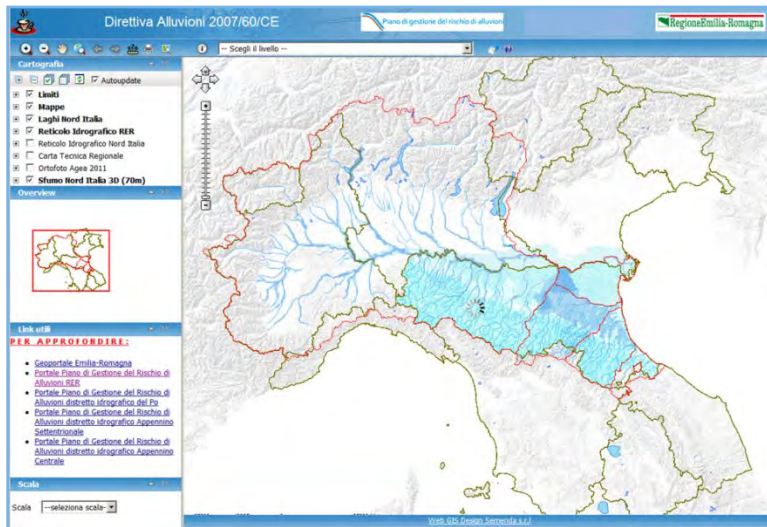 Direttiva Alluvioni 2007/60/CE
Piano di gestione del rischio di alluvioni
RegioneEmilia-Romagna
-- Scegli il livello --
Cartografia
Autoupdate
Limiti
Mappe
Laghi Nord Italia
Reticolo Idrografico RER
Reticolo Idrografico Nord Italia
Carta Tecnica Regionale
Ortofoto Agea 2011
Sfumo Nord Italia 3D (70m)
Overview
Link utili
PER APPROFONDIRE:
Geoportale Emilia-Romagna
Portale Piano di Gestione del Rischio di
Alluvioni RER
Portale Piano di Gestione del Rischio di
Alluvioni distretto idrografico del Po
Portale Piano di Gestione del Rischio di
Alluvioni distretto idrografico Appennino
Settentrionale
Portale Piano di Gestione del Rischio di
Alluvioni distretto idrografico Appennino
Centrale
Scala
Scala --seleziona scala--
Web GIS Design Semenda s.r.l